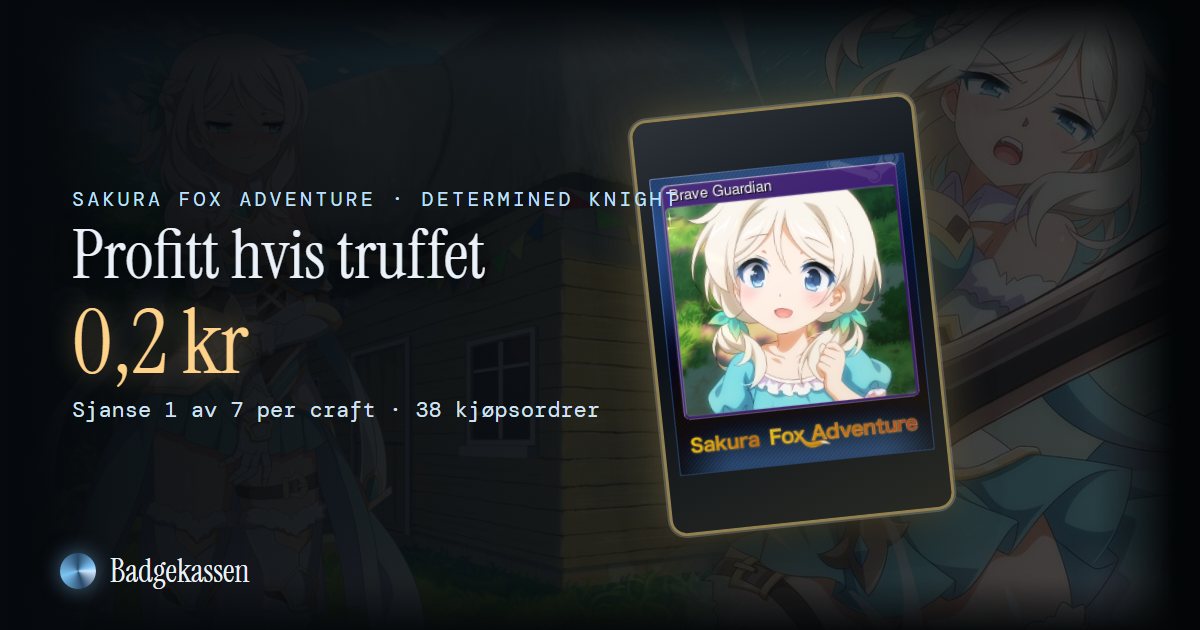 SAKURA FOX ADVENTURE · DETERMINED KNIGHT
Profitt hvis truffet
0,2 kr
Sjanse 1 av 7 per craft · 38 kjøpsordrer
Brave Guardian
Sakura Fox Adventure
Badgekassen